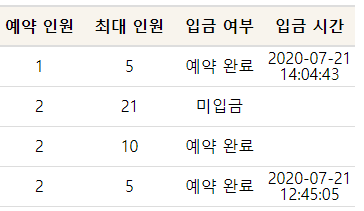 예약 인원 최대 인원 입금 여부 입금 시간
1 5 예약 완료 2020-07-21
14:04:43
2 21 미입금
2 10 예약 완료
2 5 예약 완료 2020-07-21
12:45:05